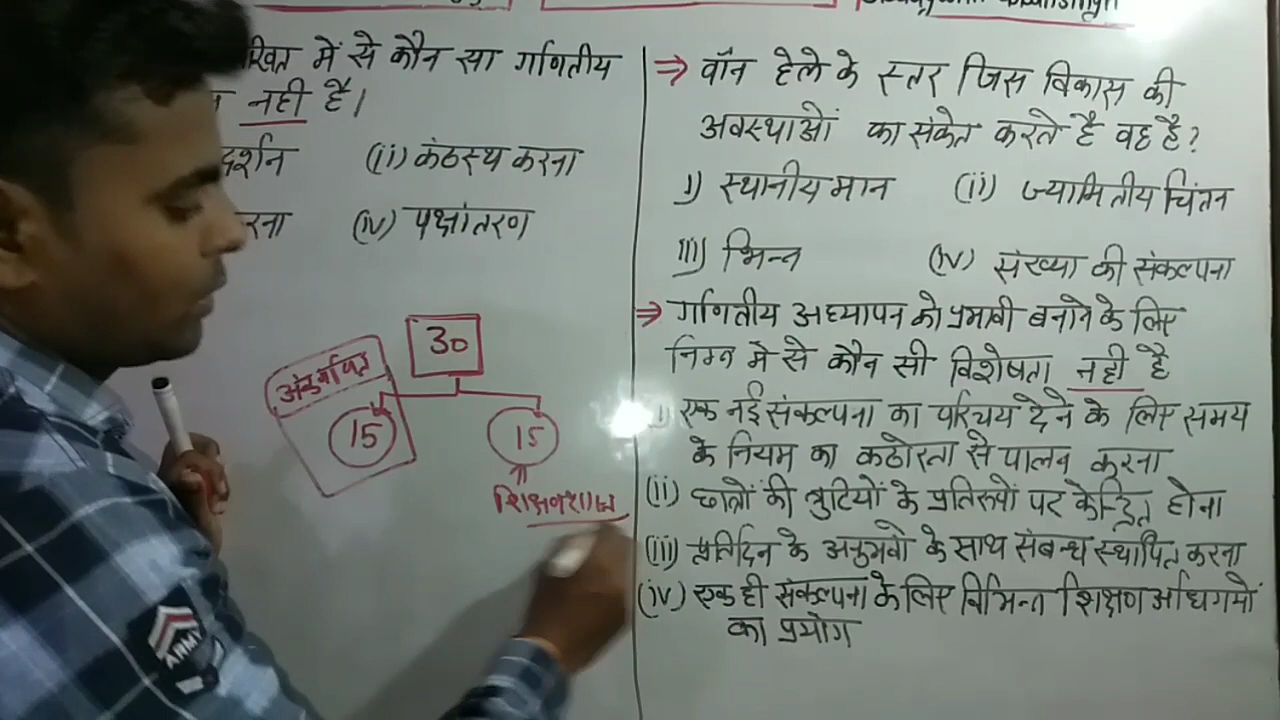 में से कौन सा गणितीय
नहीं है।
दर्शन (ii) कंठस्थ करना
रना (iv) पक्षांतरण
30
15
15
शिक्षणशास्त्र
⇒ वॉन हेले के स्तर जिस विकास की
अवस्थाओं का संकेत करते है वह है?
i) स्थानीय मान (ii) ज्यामितीय चिंतन
iii) भिन्न (iv) संख्या की संकल्पना
⇒ गणितीय अध्यापन को प्रभावी बनाने के लिए
निम्न मे से कौन सी विशेषता नही है
एक नई संकल्पना का परिचय देने के लिए समय
के नियम का कठोरता से पालन करना
(ii) छात्रों की त्रुटियों के प्रतिरूपों पर केन्द्रित होना
(iii) प्रतिदिन के अनुभवो के साथ संबन्ध स्थापित करना
(iv) एक ही संकल्पना के लिए विभिन्त शिक्षण अधिगमों
का प्रयोग
ARMY